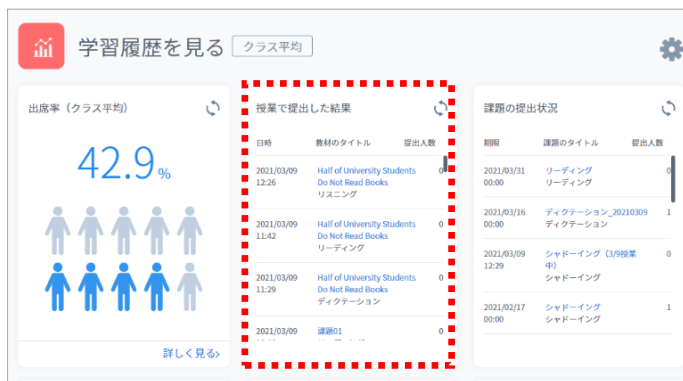 学習履歴を見る クラス平均
出席率（クラス平均）
42.9%
詳しく見る>
授業で提出した結果
日時 教材のタイトル 提出人数
2021/03/09 Half of University Students 0
12:26 Do Not Read Books
リスニング
2021/03/09 Half of University Students 0
11:42 Do Not Read Books
リーディング
2021/03/09 Half of University Students 0
11:29 Do Not Read Books
ディクテーション
2021/03/09 課題01 0
課題の提出状況
期限 課題のタイトル 提出人数
2021/03/31 リーディング 0
00:00 リーディング
2021/03/16 ディクテーション_20210309 1
00:00 ディクテーション
2021/03/09 シャドーイング（3/9授業 0
12:29 中）
シャドーイング
2021/02/17 シャドーイング 1
00:00 シャドーイング